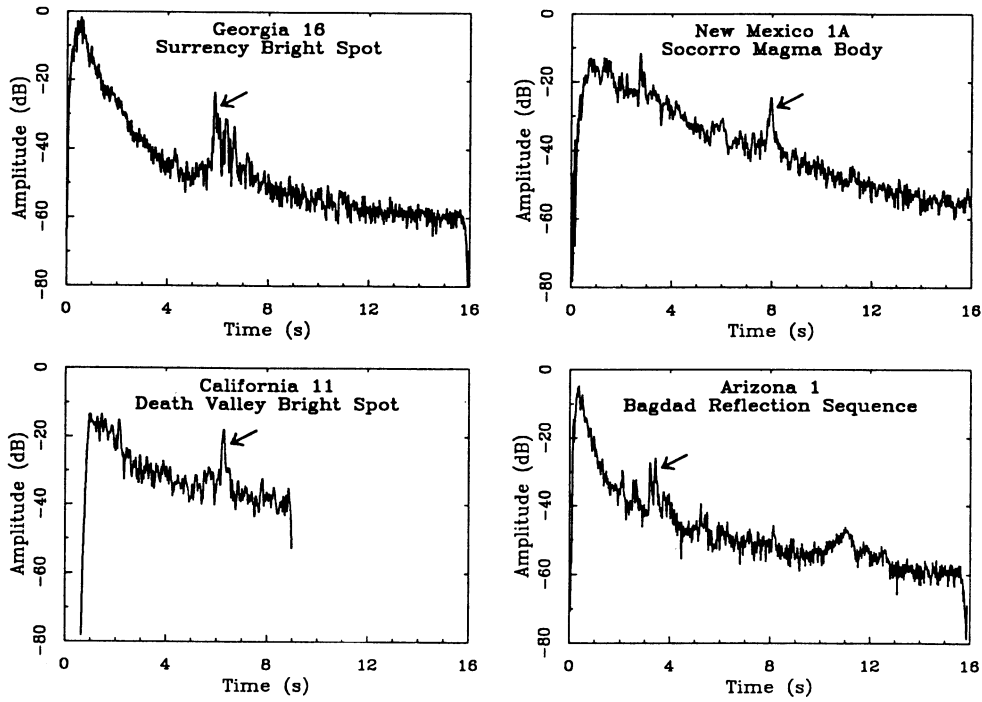 Georgia 16
Surrency Bright Spot
Amplitude (dB)
0
−20
−40
−60
−80
0 4 8 12 16
Time (s)
New Mexico 1A
Socorro Magma Body
Amplitude (dB)
0
−20
−40
−60
−80
0 4 8 12 16
Time (s)
California 11
Death Valley Bright Spot
Amplitude (dB)
0
−20
−40
−60
−80
0 4 8 12 16
Time (s)
Arizona 1
Bagdad Reflection Sequence
Amplitude (dB)
0
−20
−40
−60
−80
0 4 8 12 16
Time (s)